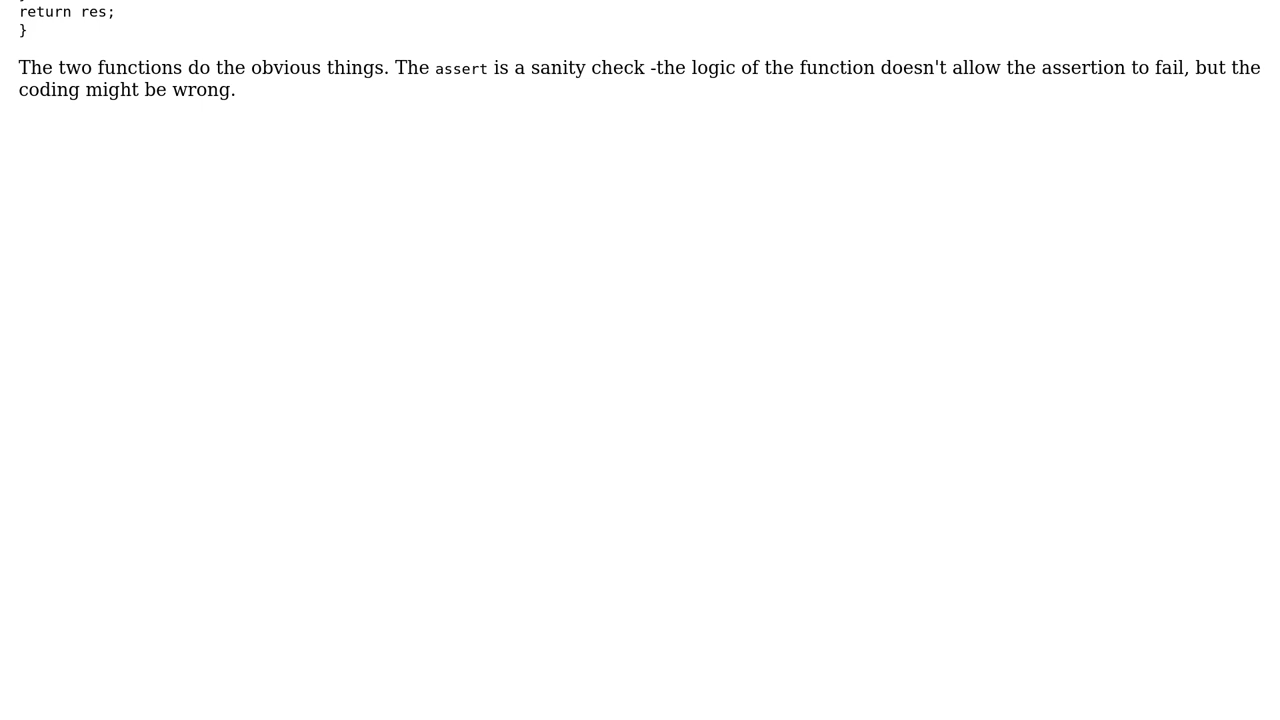 return res;
}
The two functions do the obvious things. The assert is a sanity check -the logic of the function doesn't allow the assertion to fail, but the
coding might be wrong.